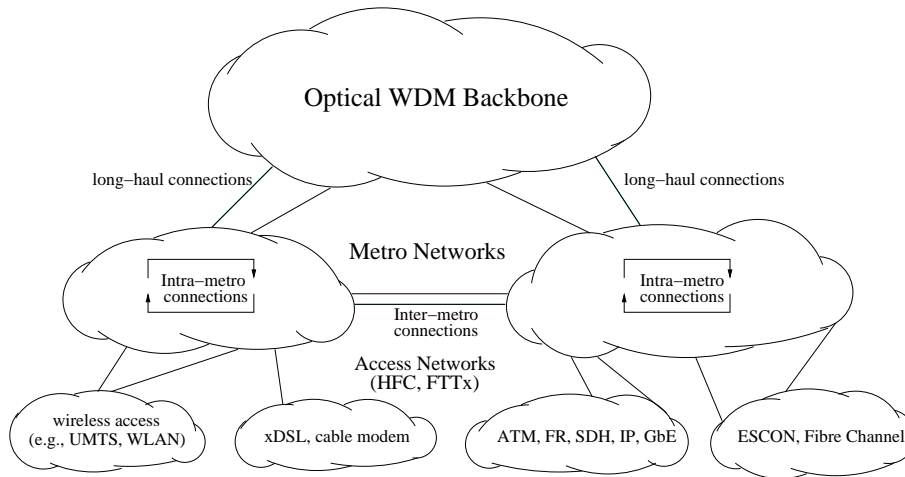 Optical WDM Backbone
long−haul connections
long−haul connections
Metro Networks
Intra−metro
connections
Intra−metro
connections
Inter−metro
connections
Access Networks
(HFC, FTTx)
wireless access
(e.g., UMTS, WLAN)
xDSL, cable modem
ATM, FR, SDH, IP, GbE
ESCON, Fibre Channel